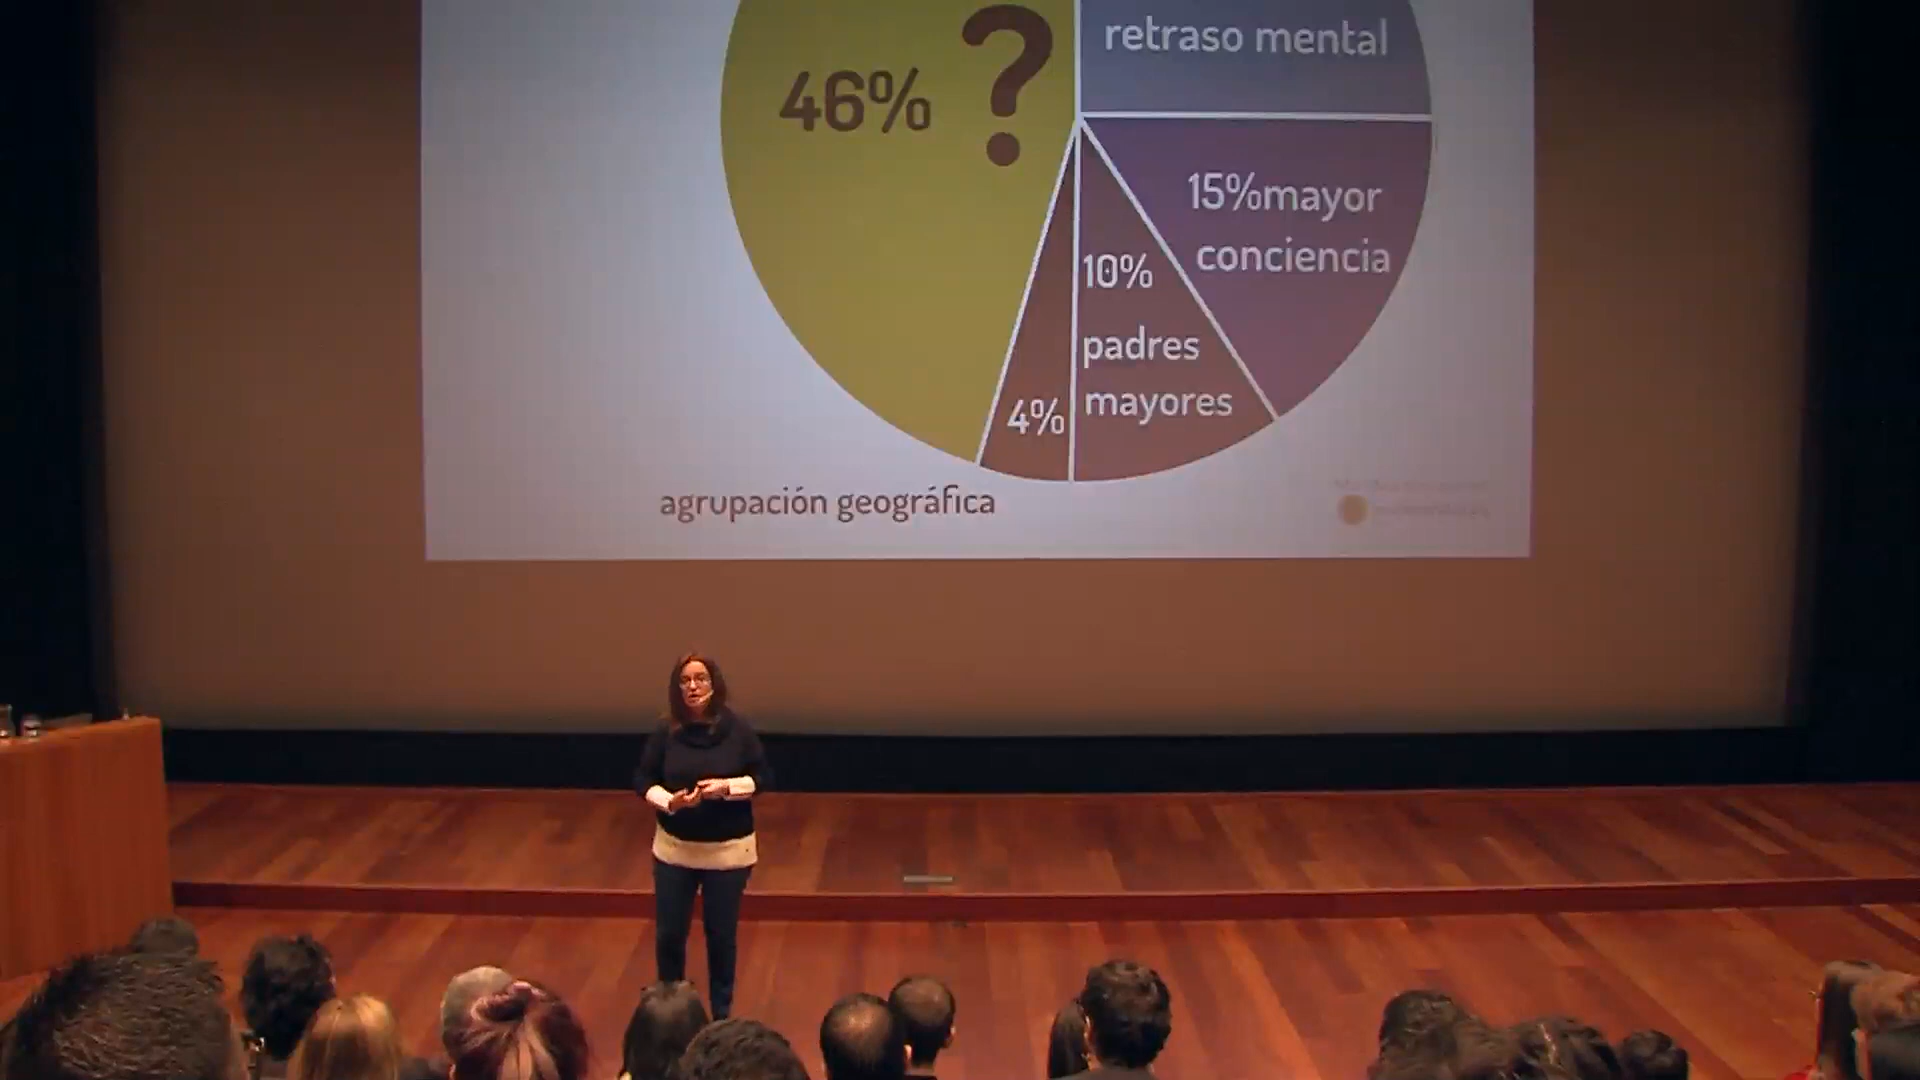 46% ?
retraso mental
15%mayor
conciencia
10%
padres
mayores
4%
agrupación geográfica